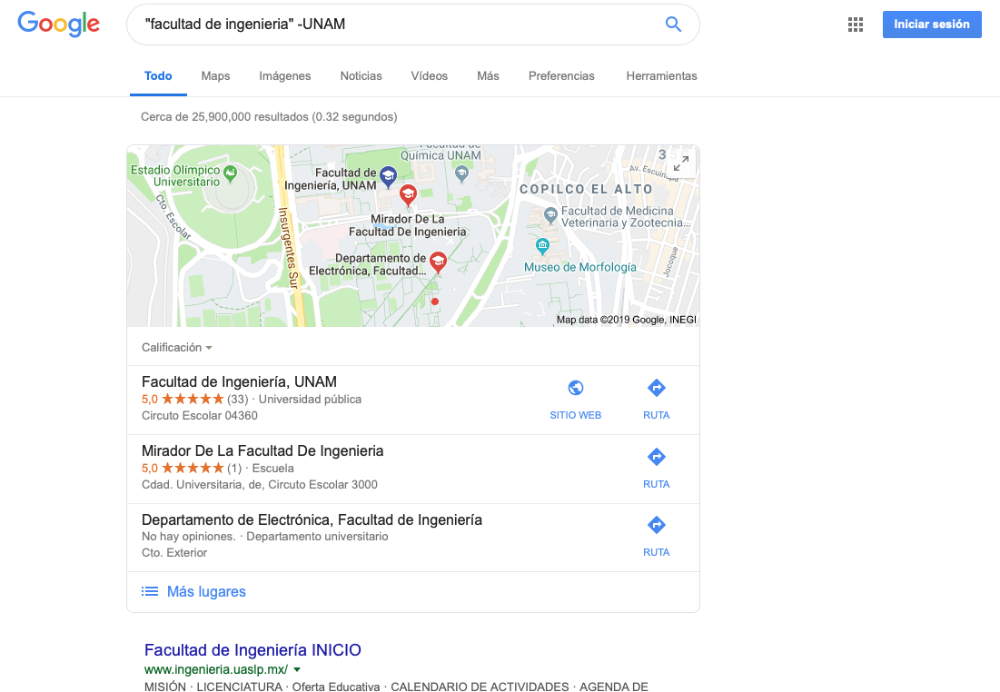 Google
"facultad de ingenieria" -UNAM
Iniciar sesión
Todo
Maps
Imágenes
Noticias
Vídeos
Más
Preferencias
Herramientas
Cerca de 25,900,000 resultados (0.32 segundos)
Facultad de
Química UNAM
Estadio Olímpico
Universitario
Facultad de
Ingeniería, UNAM
Av. Escuinapa
COPILCO EL ALTO
Cto. Escolar
Insurgentes Sur
Mirador De La
Facultad De Ingenieria
Facultad de Medicina
Veterinaria y Zootecnia...
Departamento de
Electrónica, Facultad...
Museo de Morfología
Jocoque
Map data ©2019 Google, INEGI
Calificación
Facultad de Ingeniería, UNAM
5,0 ★★★★★ (33) · Universidad pública
Circuto Escolar 04360
SITIO WEB
RUTA
Mirador De La Facultad De Ingenieria
5,0 ★★★★★ (1) · Escuela
Cdad. Universitaria, de, Circuto Escolar 3000
RUTA
Departamento de Electrónica, Facultad de Ingeniería
No hay opiniones. · Departamento universitario
Cto. Exterior
RUTA
Más lugares
Facultad de Ingeniería INICIO
www.ingenieria.uaslp.mx/
MISIÓN · LICENCIATURA · Oferta Educativa · CALENDARIO DE ACTIVIDADES · AGENDA DE